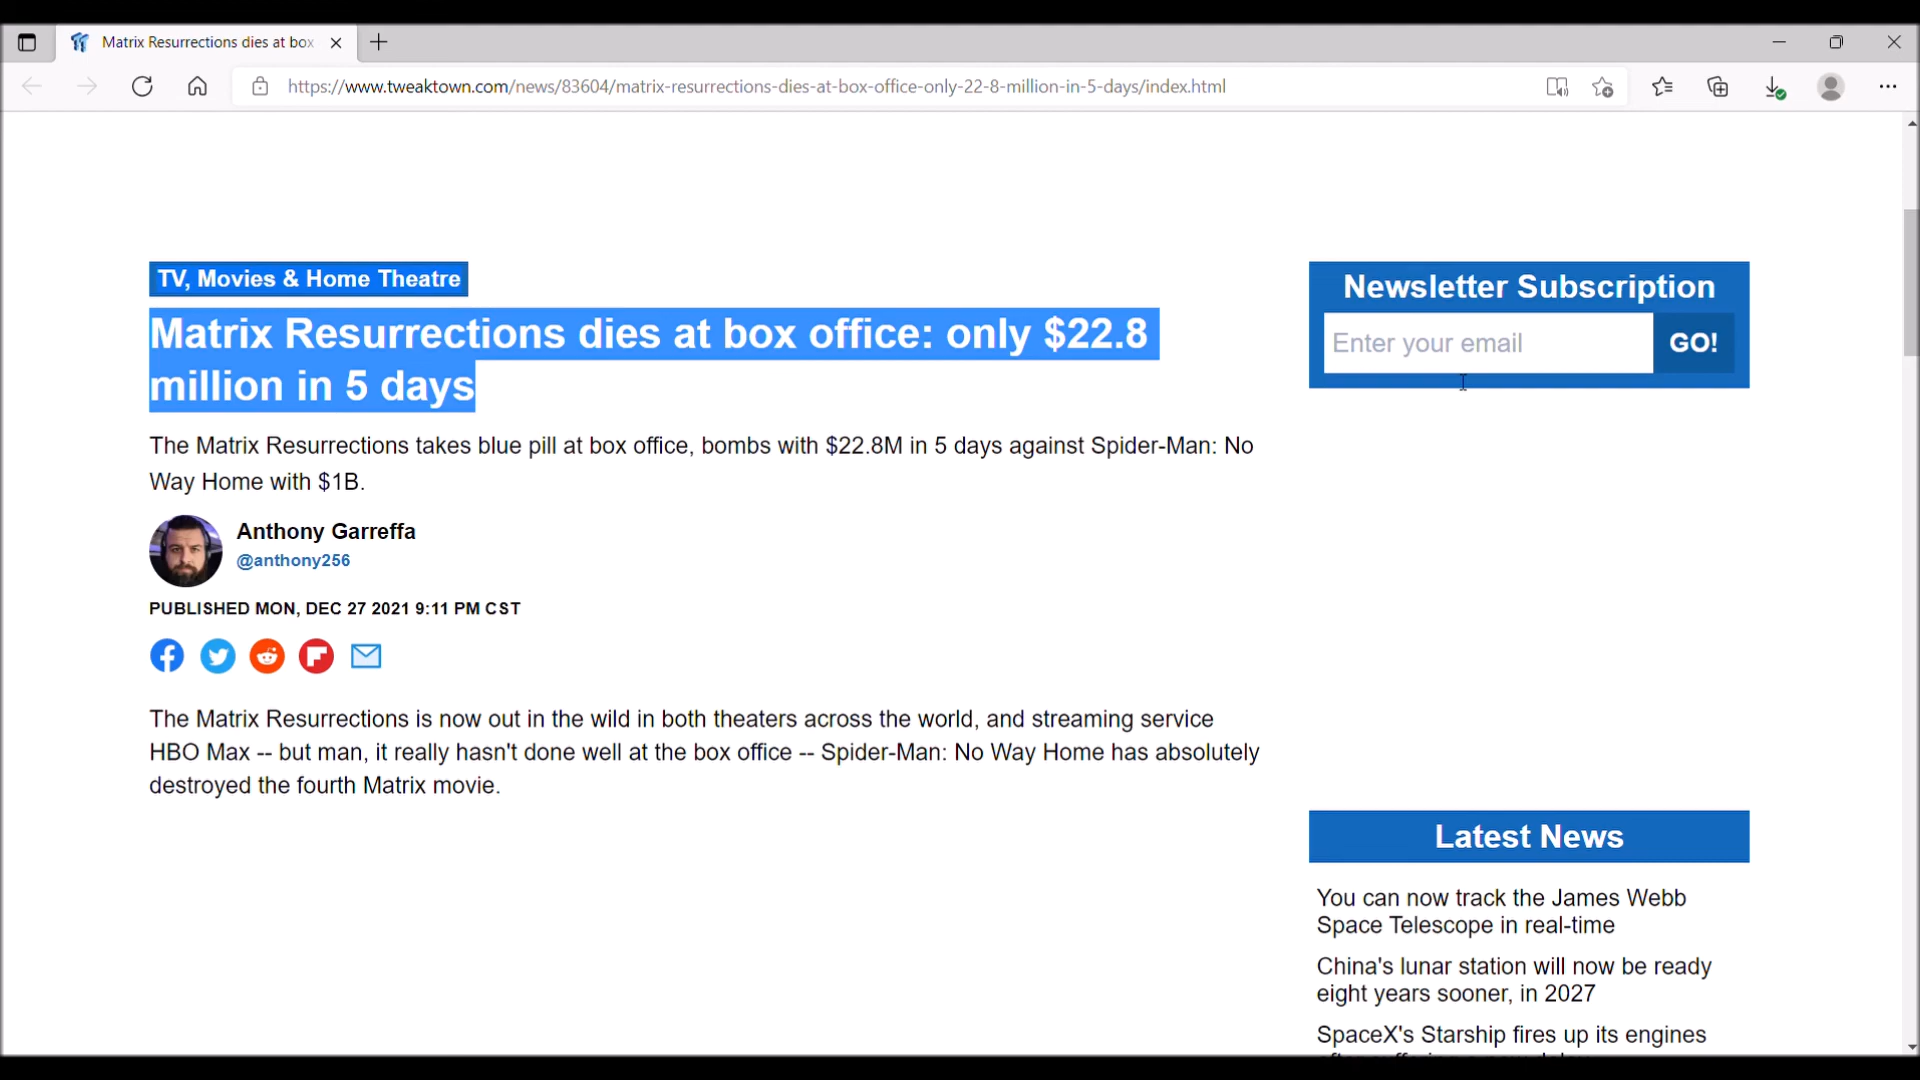 Matrix Resurrections dies at box
https://www.tweaktown.com/news/83604/matrix-resurrections-dies-at-box-office-only-22-8-million-in-5-days/index.html
TV, Movies & Home Theatre
Matrix Resurrections dies at box office: only $22.8
million in 5 days
The Matrix Resurrections takes blue pill at box office, bombs with $22.8M in 5 days against Spider-Man: No
Way Home with $1B.
Anthony Garreffa
@anthony256
PUBLISHED MON, DEC 27 2021 9:11 PM CST
The Matrix Resurrections is now out in the wild in both theaters across the world, and streaming service
HBO Max -- but man, it really hasn't done well at the box office -- Spider-Man: No Way Home has absolutely
destroyed the fourth Matrix movie.
Newsletter Subscription
Enter your email
GO!
Latest News
You can now track the James Webb
Space Telescope in real-time
China's lunar station will now be ready
eight years sooner, in 2027
SpaceX's Starship fires up its engines